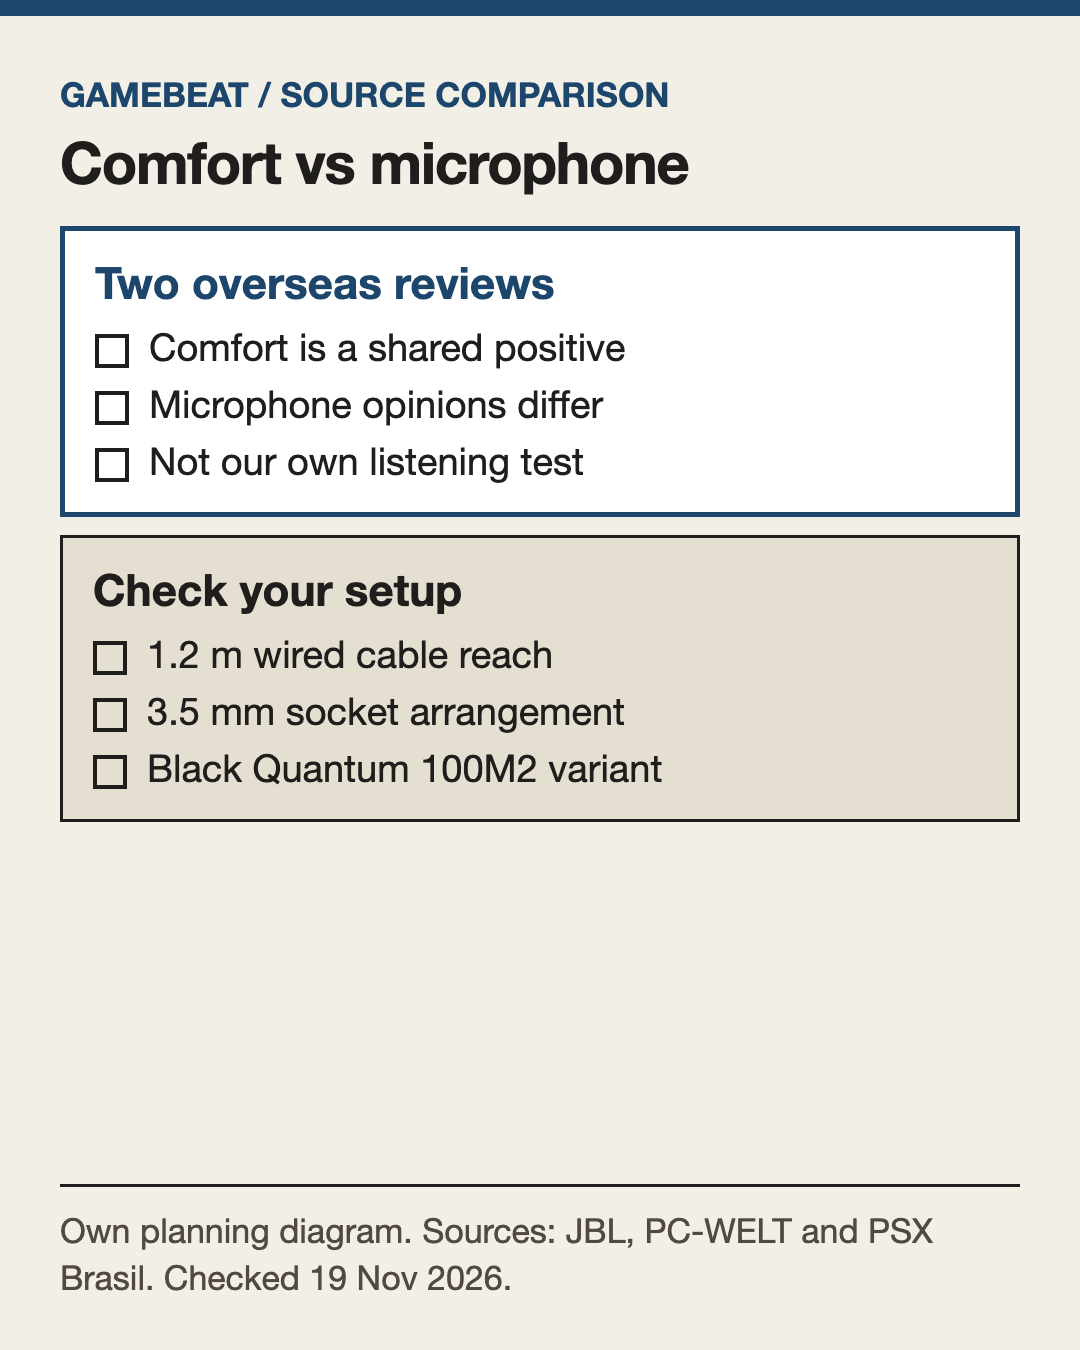 GAMEBEAT / SOURCE COMPARISON
Comfort vs microphone
Two overseas reviews
Comfort is a shared positive
Microphone opinions differ
Not our own listening test
Check your setup
1.2 m wired cable reach
3.5 mm socket arrangement
Black Quantum 100M2 variant
Own planning diagram. Sources: JBL, PC-WELT and PSX
Brasil. Checked 19 Nov 2026.